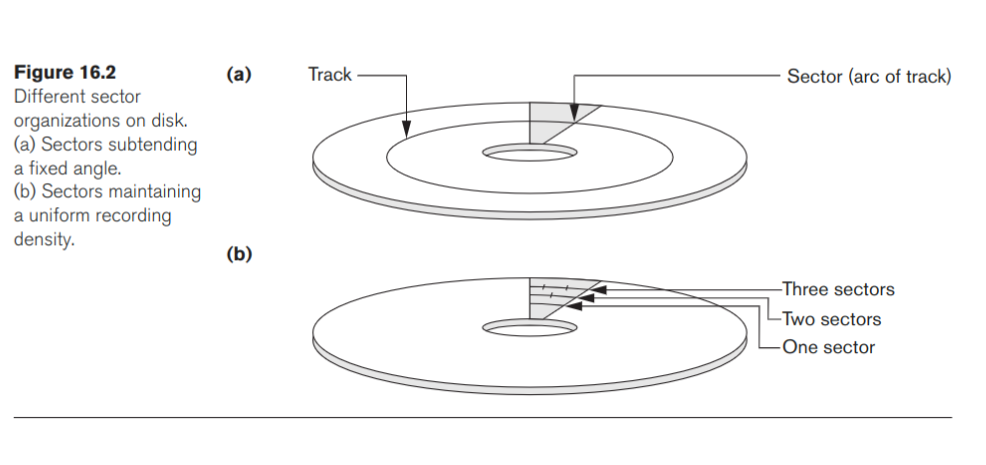 Figure 16.2
Different sector
organizations on disk.
(a) Sectors subtending
a fixed angle.
(b) Sectors maintaining
a uniform recording
density.
(a)
Track
Sector (arc of track)
(b)
Three sectors
Two sectors
One sector